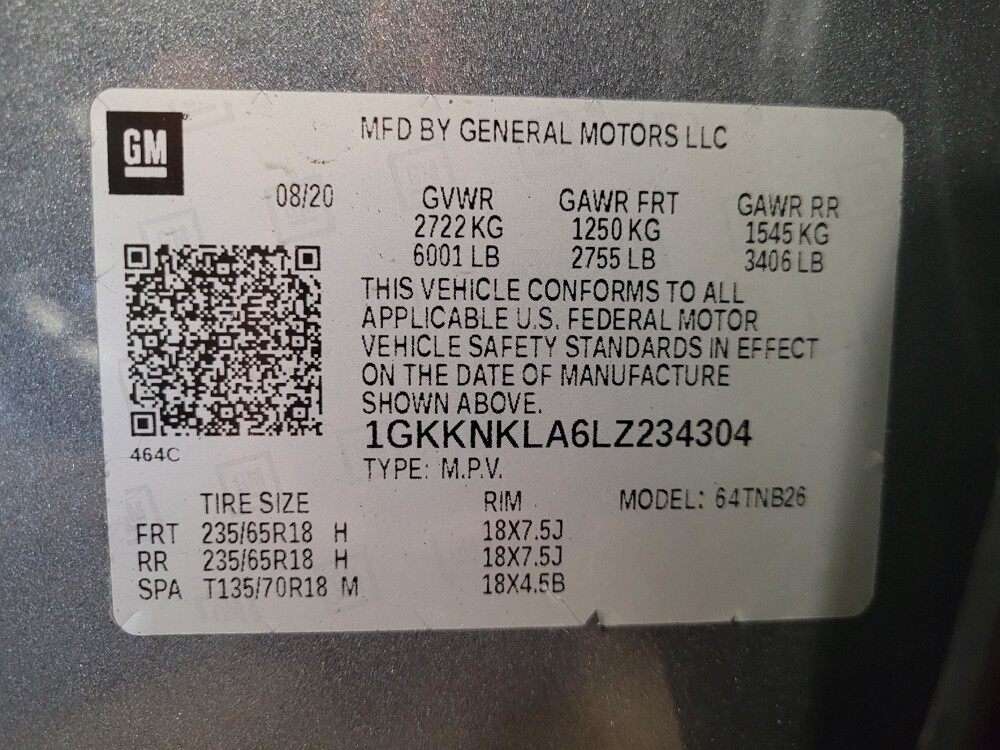 GM
MFD BY GENERAL MOTORS LLC
08/20
GVWR GAWR FRT GAWR RR
2722 KG 1250 KG 1545 KG
6001 LB 2755 LB 3406 LB
THIS VEHICLE CONFORMS TO ALL
APPLICABLE U.S. FEDERAL MOTOR
VEHICLE SAFETY STANDARDS IN EFFECT
ON THE DATE OF MANUFACTURE
SHOWN ABOVE.
1GKKNKLA6LZ234304
464C
TYPE: M.P.V.
TIRE SIZE RIM MODEL: 64TNB26
FRT 235/65R18 H 18X7.5J
RR 235/65R18 H 18X7.5J
SPA T135/70R18 M 18X4.5B